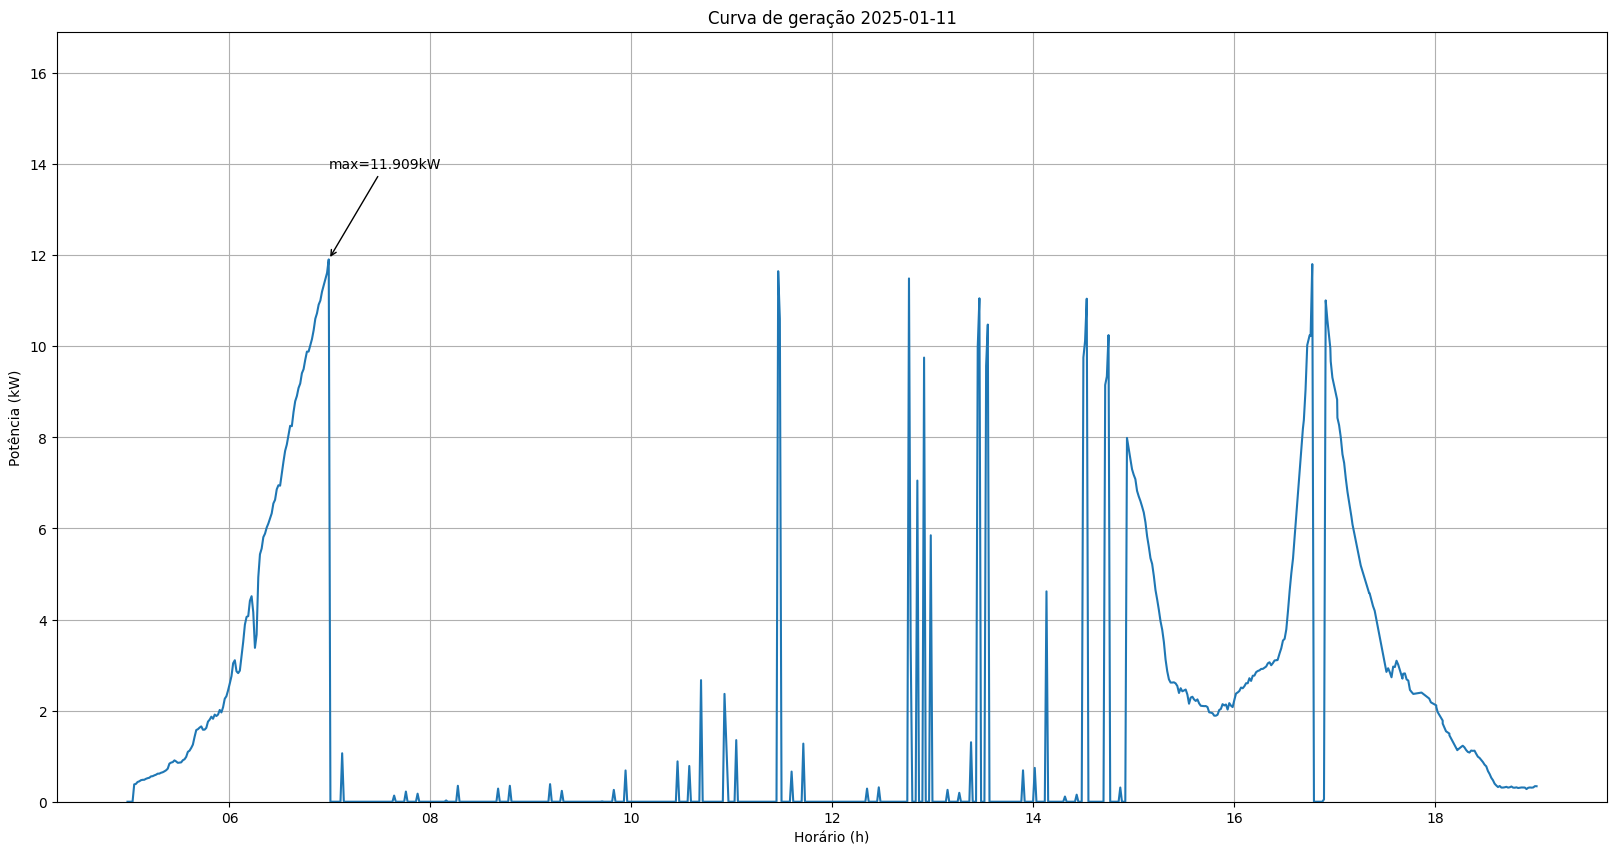 Curva de geração 2025-01-11
16
14
12
10
8
6
4
2
0
max=11.909kW
Potência (kW)
06 08 10 12 14 16 18
Horário (h)